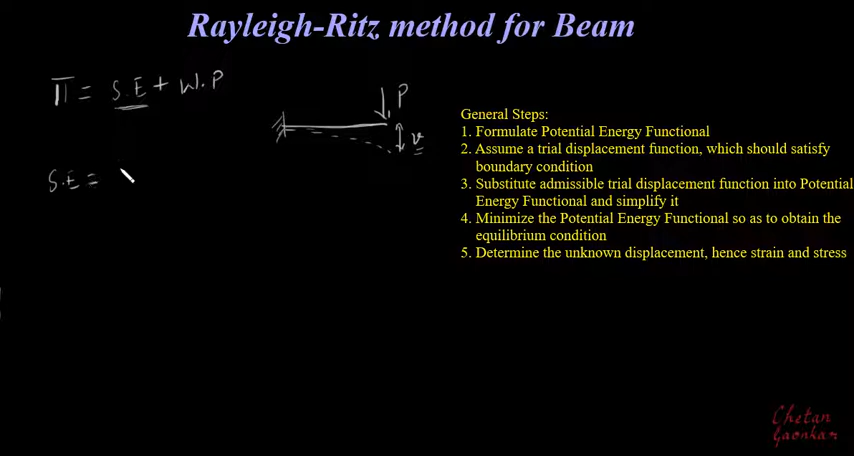 Rayleigh-Ritz method for Beam
Π = S.E + W.P
P
v
S.E =
General Steps:
1. Formulate Potential Energy Functional
2. Assume a trial displacement function, which should satisfy
boundary condition
3. Substitute admissible trial displacement function into Potential
Energy Functional and simplify it
4. Minimize the Potential Energy Functional so as to obtain the
equilibrium condition
5. Determine the unknown displacement, hence strain and stress
Chetan
Gaonkar